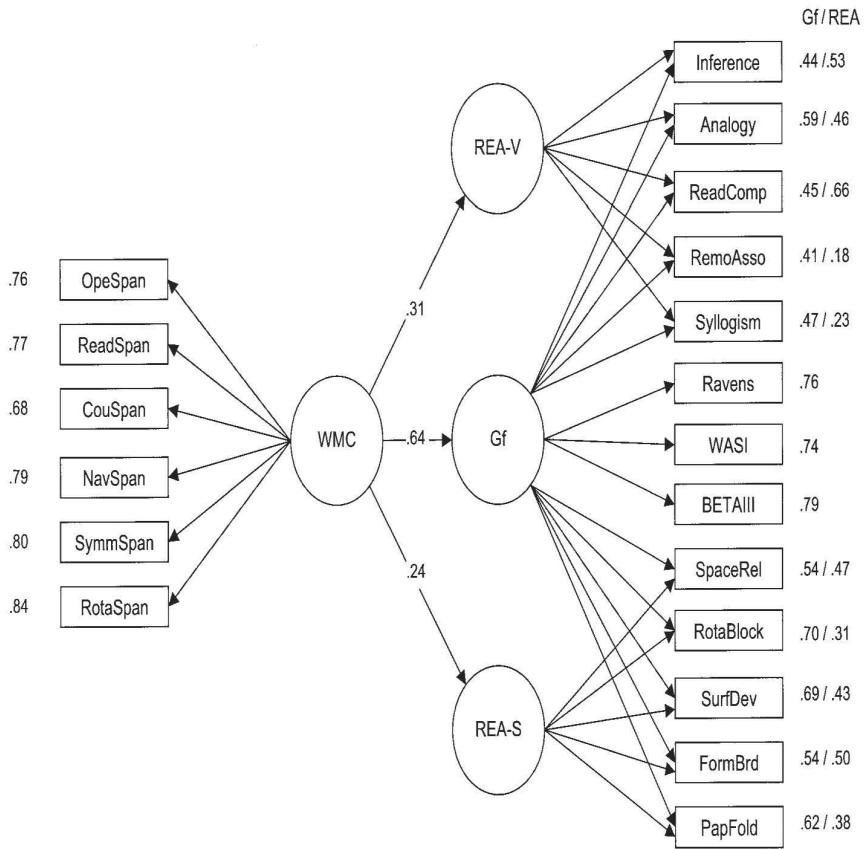 Gf / REA
Inference .44 / .53
Analogy .59 / .46
REA-V
ReadComp .45 / .66
RemoAsso .41 / .18
.76 OpeSpan
.31
Syllogism .47 / .23
.77 ReadSpan
Ravens .76
.68 CouSpan
WMC .64 Gf WASI .74
.79 NavSpan
BETAIII .79
.80 SymmSpan
.24
SpaceRel .54 / .47
.84 RotaSpan
RotaBlock .70 / .31
SurfDev .69 / .43
REA-S
FormBrd .54 / .50
PapFold .62 / .38